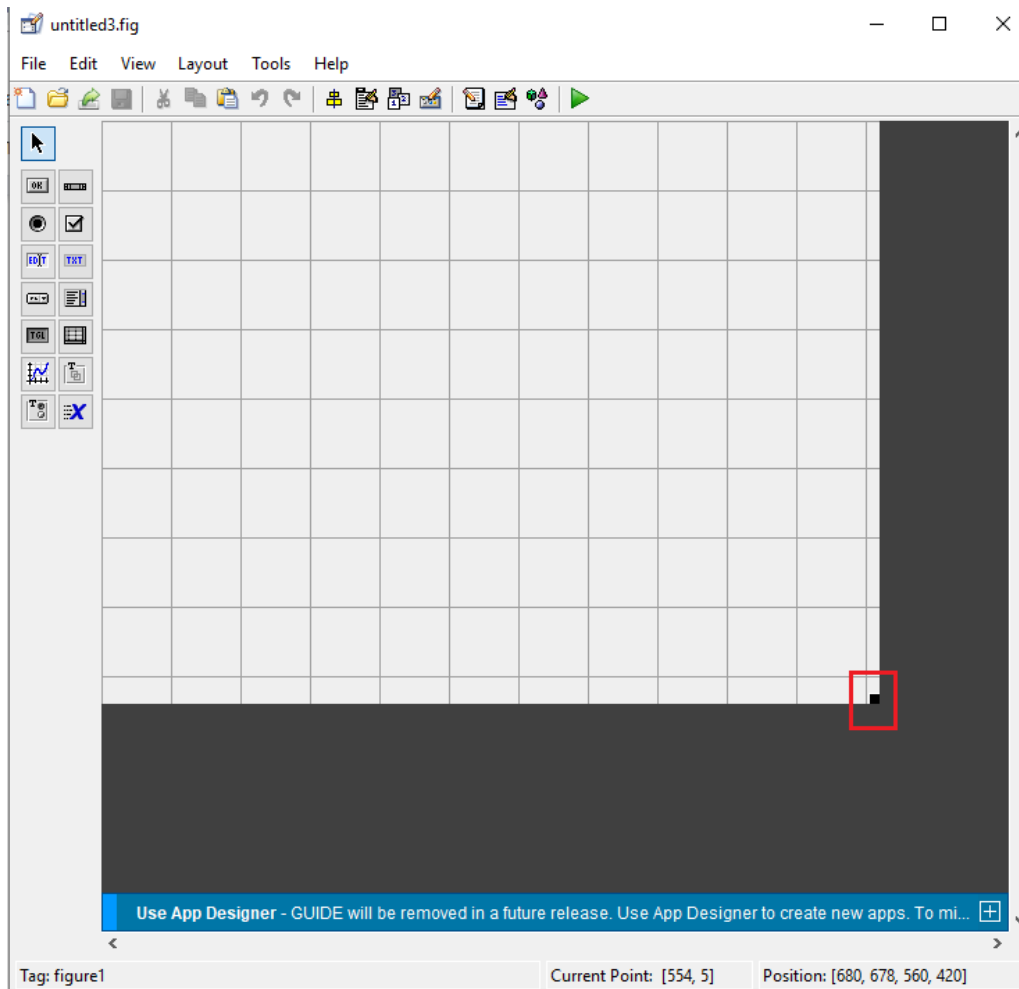 untitled3.fig
File Edit View Layout Tools Help
OK
EDIT TXT
TGL
T
T X
Use App Designer - GUIDE will be removed in a future release. Use App Designer to create new apps. To mi...
Tag: figure1 Current Point: [554, 5] Position: [680, 678, 560, 420]